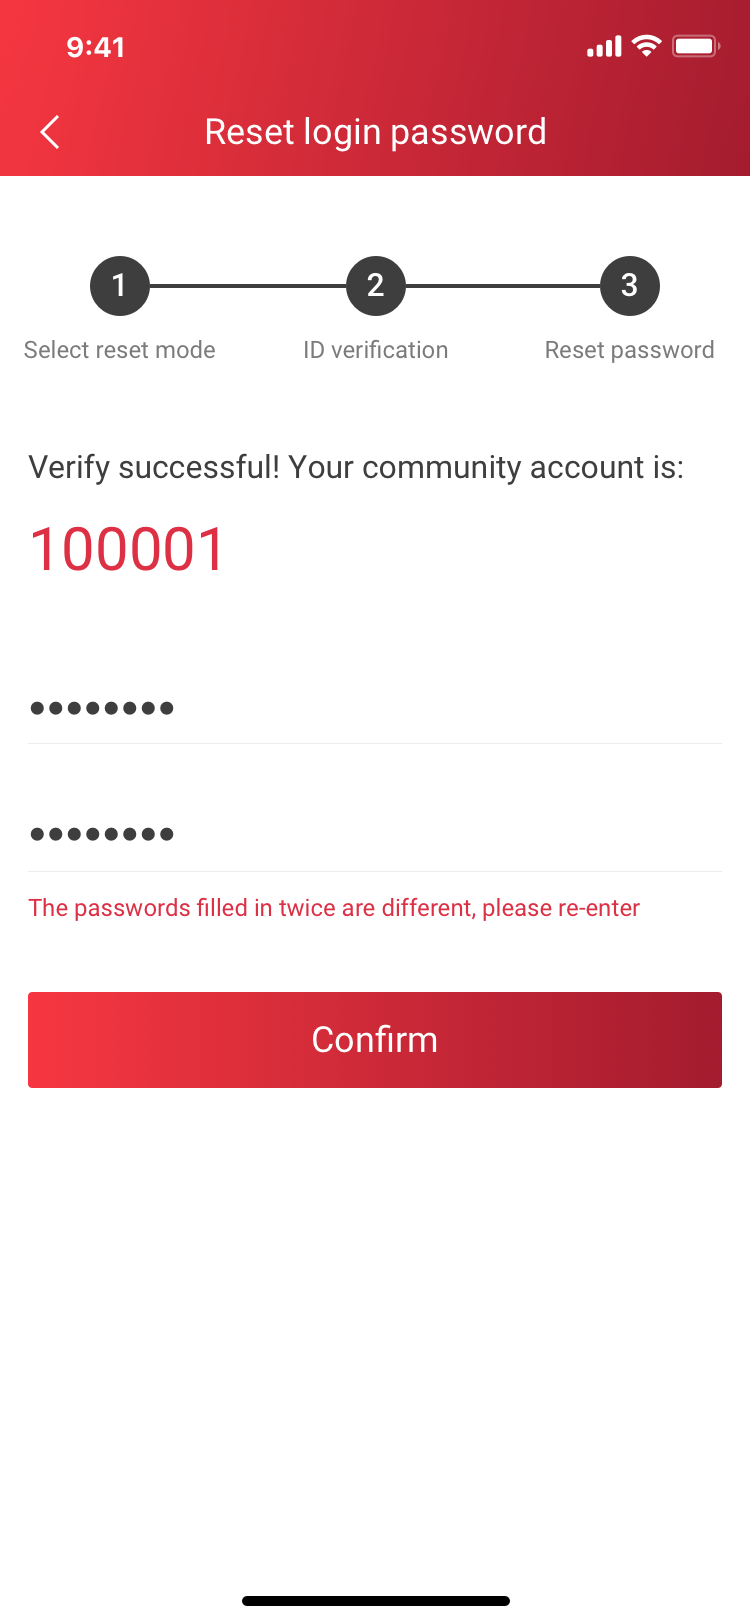 9:41
Reset login password
1
2
3
Select reset mode
ID verification
Reset password
Verify successful! Your community account is:
100001
••••••••
••••••••
The passwords filled in twice are different, please re-enter
Confirm